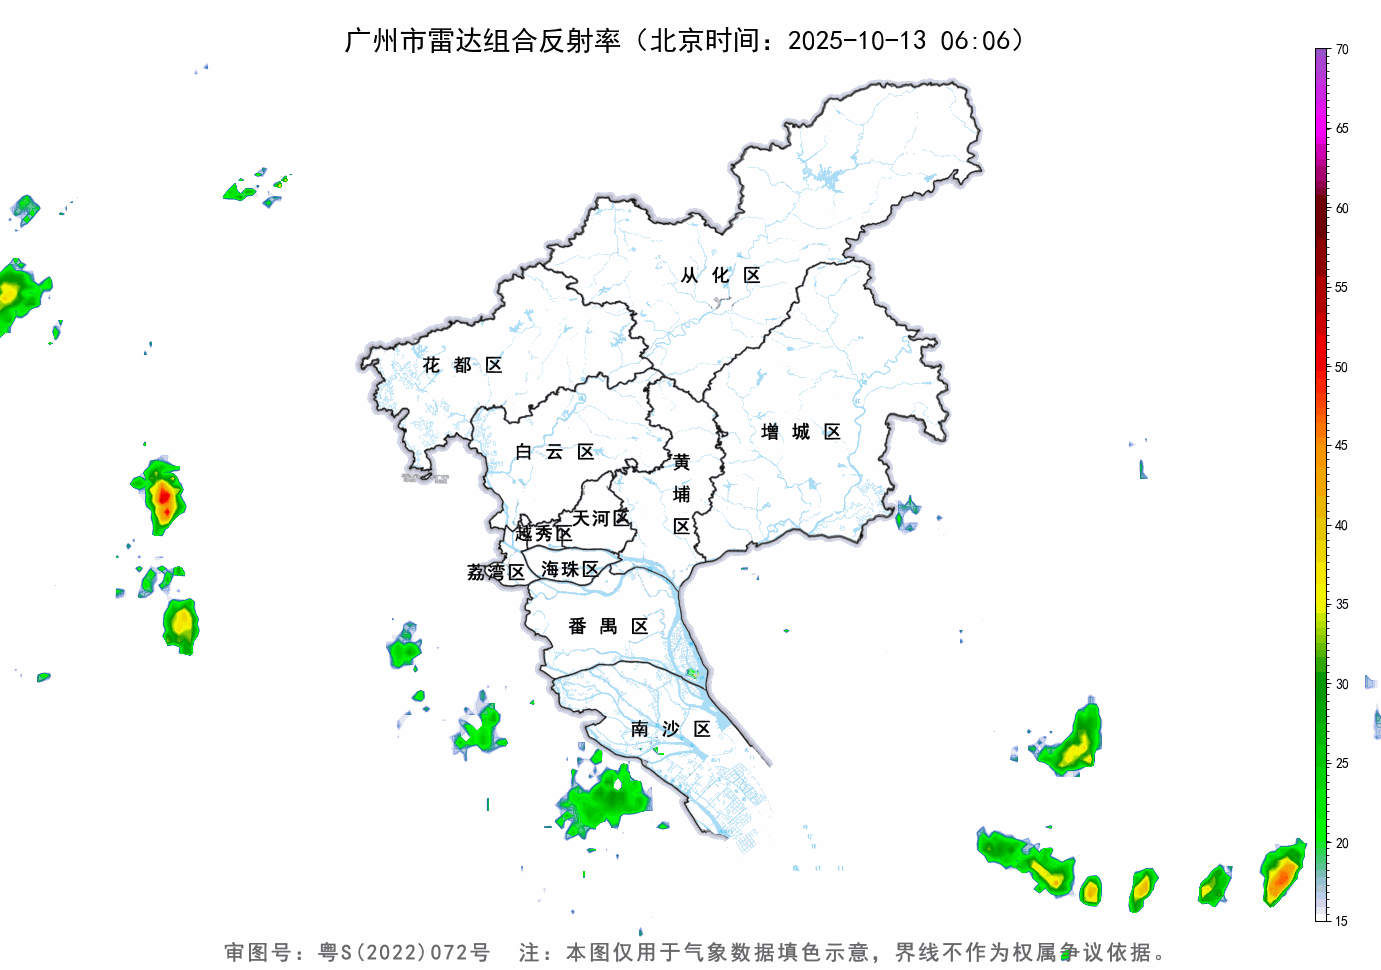 广州市雷达组合反射率（北京时间：2025-10-13 06:06）
70
65
60
55
50
45
40
35
30
25
20
15
从化区
花都区
增城区
白云区
黄埔区
天河区
越秀区
荔湾区
海珠区
番禺区
南沙区
审图号：粤S(2022)072号 注：本图仅用于气象数据填色示意，界线不作为权属争议依据。